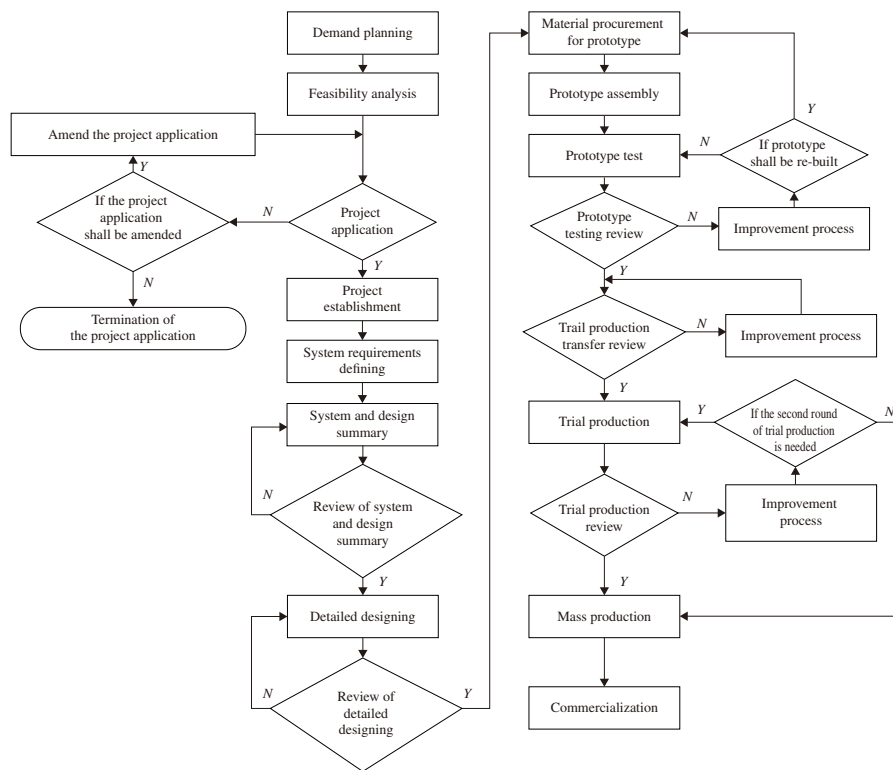 Demand planning
Feasibility analysis
Amend the project application
Y
If the project
application
shall be amended
N
Project
application
Y
N
Termination of
the project application
Project
establishment
System requirements
defining
System and design
summary
N
Review of system
and design
summary
Y
Detailed designing
N
Review of
detailed
designing
Y
Material procurement
for prototype
Prototype assembly
Y
If prototype
shall be re-built
N
Prototype test
Prototype
testing review
N
Improvement process
Y
Trail production
transfer review
N
Improvement process
Y
Trial production
Y
If the second round
of trial production
is needed
N
Trial production
review
N
Improvement
process
Y
Mass production
Commercialization